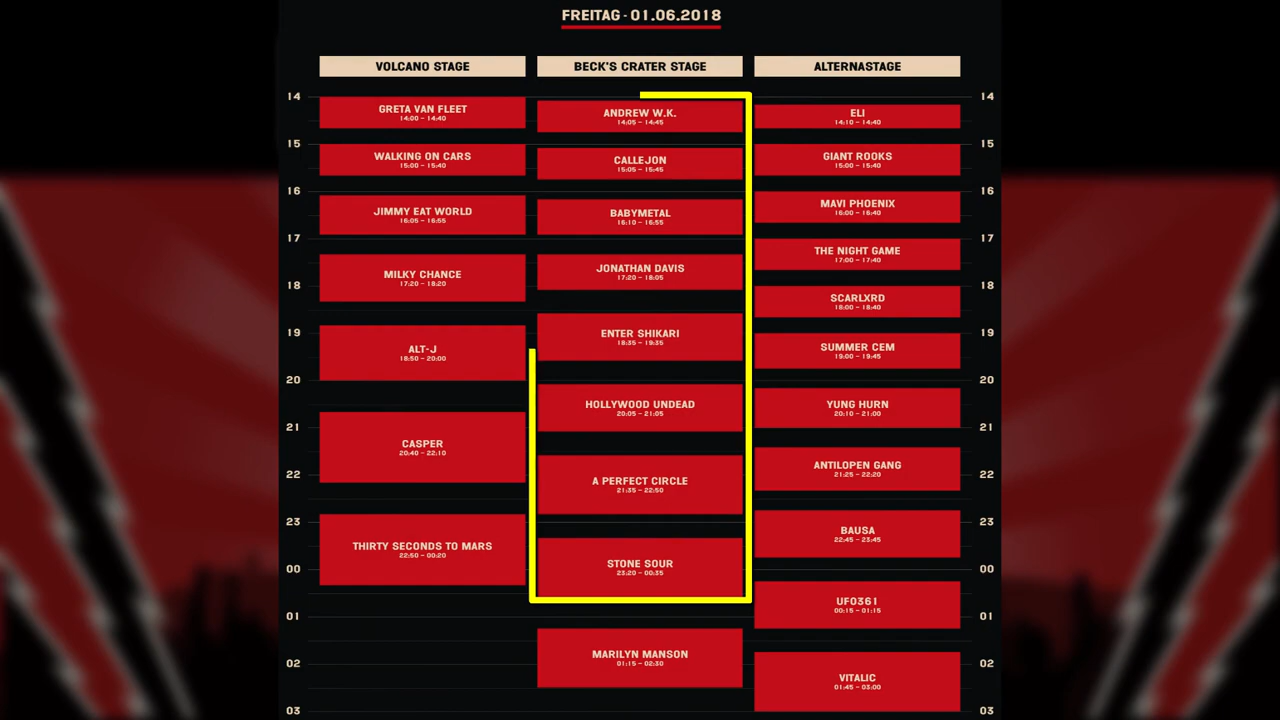 FREITAG - 01.06.2018
VOLCANO STAGE
BECK'S CRATER STAGE
ALTERNASTAGE
14
GRETA VAN FLEET
14:00 – 14:40
ANDREW W.K.
14:05 – 14:45
ELI
14:10 – 14:40
14
15
WALKING ON CARS
15:00 – 15:40
CALLEJON
15:05 – 15:45
GIANT ROOKS
15:00 – 15:40
15
16
JIMMY EAT WORLD
16:05 – 16:55
BABYMETAL
16:10 – 16:55
MAVI PHOENIX
16:00 – 16:40
16
17
MILKY CHANCE
17:20 – 18:20
JONATHAN DAVIS
17:20 – 18:05
THE NIGHT GAME
17:00 – 17:40
17
18
SCARLXRD
18:00 – 18:40
18
19
ALT-J
18:50 – 20:00
ENTER SHIKARI
18:35 – 19:35
SUMMER CEM
19:00 – 19:45
19
20
HOLLYWOOD UNDEAD
20:05 – 21:05
YUNG HURN
20:10 – 21:00
20
21
CASPER
20:40 – 22:10
A PERFECT CIRCLE
21:35 – 22:50
ANTILOPEN GANG
21:25 – 22:20
21
22
22
23
THIRTY SECONDS TO MARS
22:50 – 00:20
STONE SOUR
23:20 – 00:35
BAUSA
22:45 – 23:45
23
00
UFO361
00:15 – 01:15
00
01
MARILYN MANSON
01:15 – 02:30
01
02
VITALIC
01:45 – 03:00
02
03
03